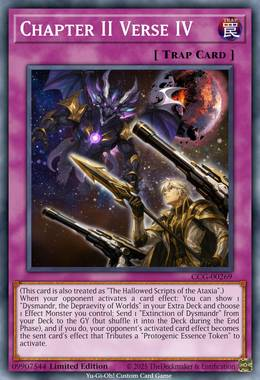 Chapter II Verse IV
TRAP
罠
[ Trap Card ]
CCG-00269
(This card is also treated as "The Hallowed Scripts of the Ataxia".)
When your opponent activates a card effect: You can show 1
"Dysmandr, the Depraevity of Worlds" in your Extra Deck and choose
1 Effect Monster you control; Send 1 "Extinction of Dysmandr" from
your Deck to the GY (but shuffle it into the Deck during the End
Phase), and if you do, your opponent's activated card effect becomes
the sent card's effect that Tributes a "Protogenic Essence Token" to
activate.
09907544 Limited Edition
© 2025 TheDeckmaker & Entification
Yu-Gi-Oh! Custom Card Game